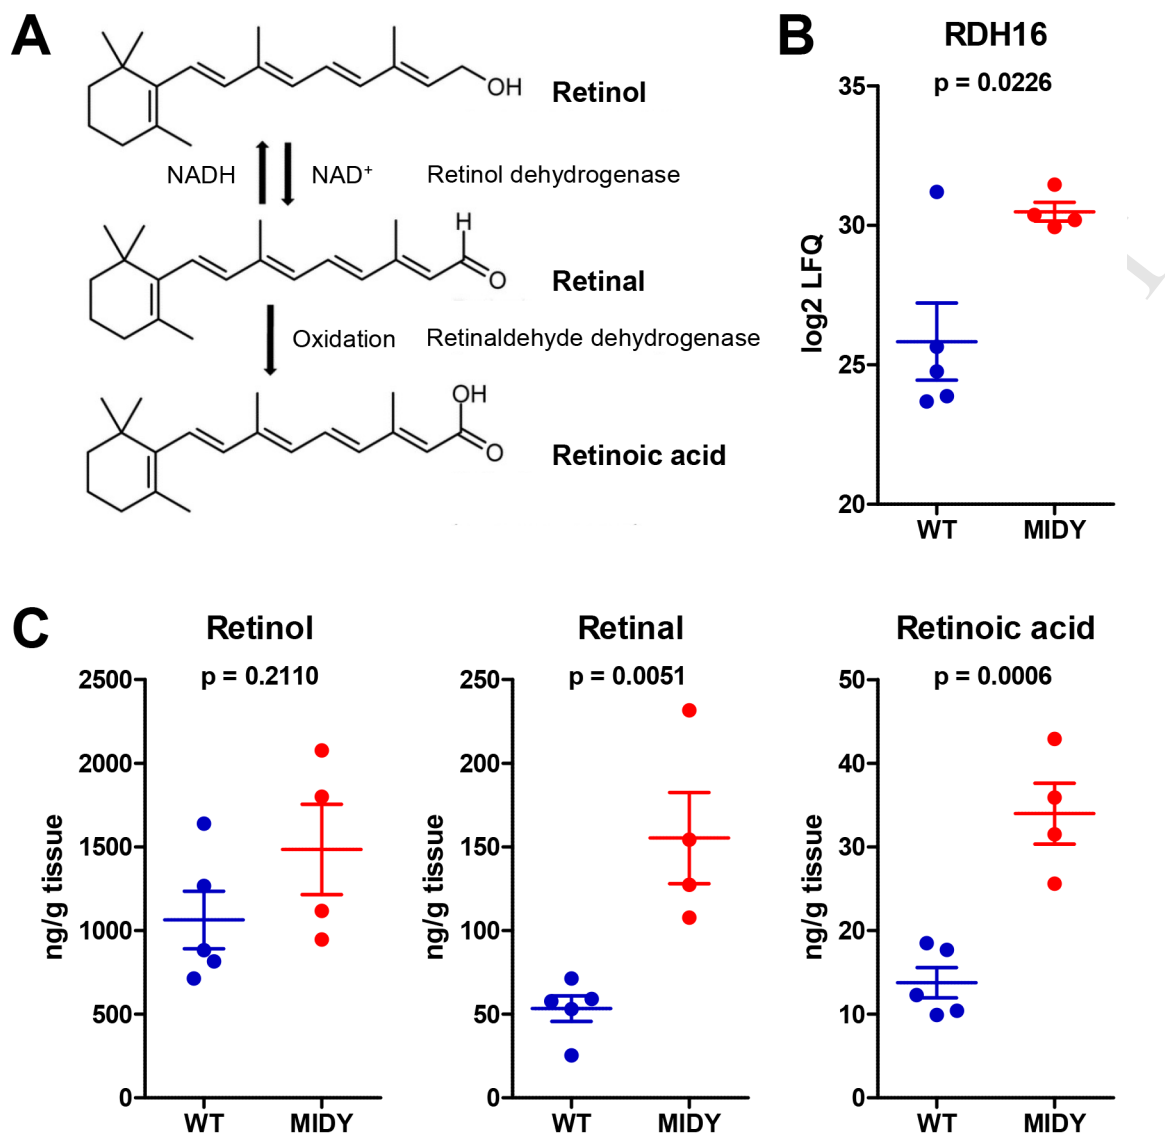 A
OH
Retinol
NADH
NAD+
Retinol dehydrogenase
H
O
Retinal
Oxidation
Retinaldehyde dehydrogenase
OH
O
Retinoic acid
B
RDH16
p = 0.0226
35
30
25
20
log2 LFQ
WT
MIDY
C
Retinol
p = 0.2110
2500
2000
1500
1000
500
0
ng/g tissue
WT
MIDY
Retinal
p = 0.0051
250
200
150
100
50
0
ng/g tissue
WT
MIDY
Retinoic acid
p = 0.0006
50
40
30
20
10
0
ng/g tissue
WT
MIDY